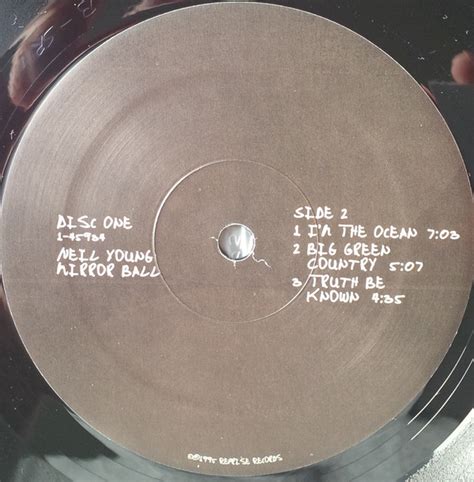 DISC ONE
1-45934
NEIL YOUNG
MIRROR BALL
SIDE 2
1 I'M THE OCEAN 7:03
2 BIG GREEN
COUNTRY 5:07
3 TRUTH BE
KNOWN 4:35
℗©1995 REPRISE RECORDS